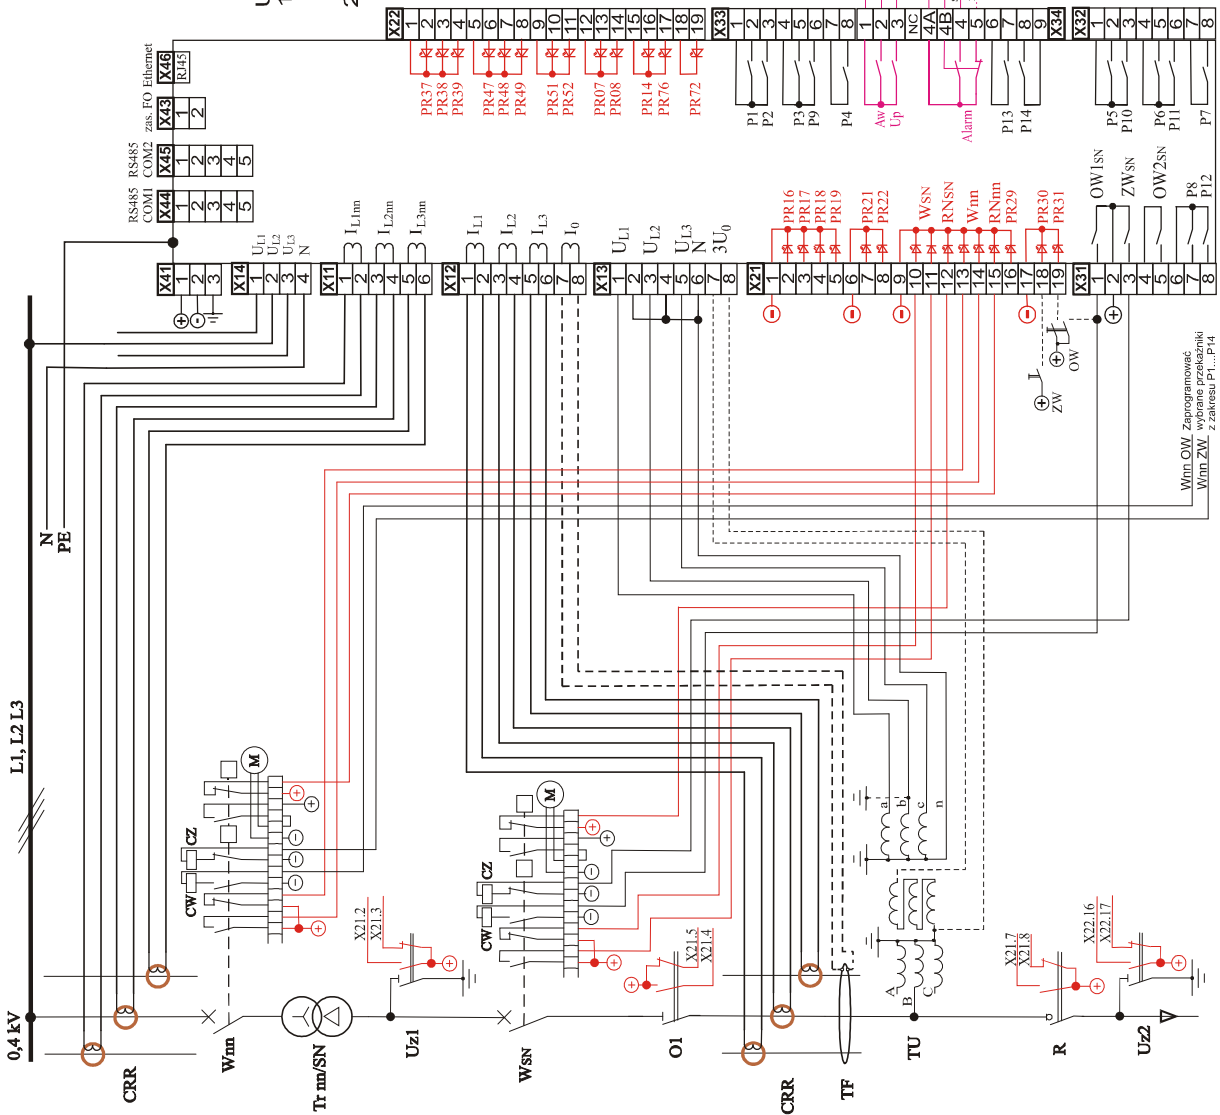 L1, L2 L3
0,4 kV
N
PE
RS485 COM1
X44
1 2 3 4 5
RS485 COM2
X45
1 2 3 4 5
zas. FO
X43
1 2
Ethernet
X46
RJ45
X41
1 2 3
+ -
X14
1 2 3 4
UL1 UL2 UL3 N
X11
1 2 3 4 5 6
IL1nn IL2nn IL3nn
X12
1 2 3 4 5 6 7 8
IL1 IL2 IL3 I0
X13
1 2 3 4 5 6 7 8
UL1 UL2 UL3 N 3U0
X21
1 2 3 4 5 6 7 8 9 10 11 12 13 14 15 16 17 18 19
PR16 PR17 PR18 PR19
PR21 PR22
WSN RNSN Wnn RNnn PR29
PR30 PR31
X31
1 2 3 4 5 6 7 8
OW1SN ZWSN OW2SN P8 P12
X22
1 2 3 4 5 6 7 8 9 10 11 12 13 14 15 16 17 18 19
PR37 PR38 PR39
PR47 PR48 PR49
PR51 PR52
PR07 PR08
PR14 PR76
PR72
X33
1 2 3 4 5 6 7 8
P1 P2 P3 P9 P4
1 2 3 NC 4A 4B 4 5 6 7 8 9
X34
Aw Up Alarm P13 P14
X32
1 2 3 4 5 6 7 8
P5 P10 P6 P11 P7
OW
ZW
Wnn OW Zaprogramować
Wnn ZW wybrane przekaźniki
z zakresu P1....P14
CRR
Wnn
CW
CZ
M
Tr nn/SN
X21.2
X21.3
Uz1
WSN
CW
CZ
M
X21.5
X21.4
O1
CRR
TF
TU
A B C
a b c n
X21.7
X21.8
R
X22.16
X22.17
Uz2